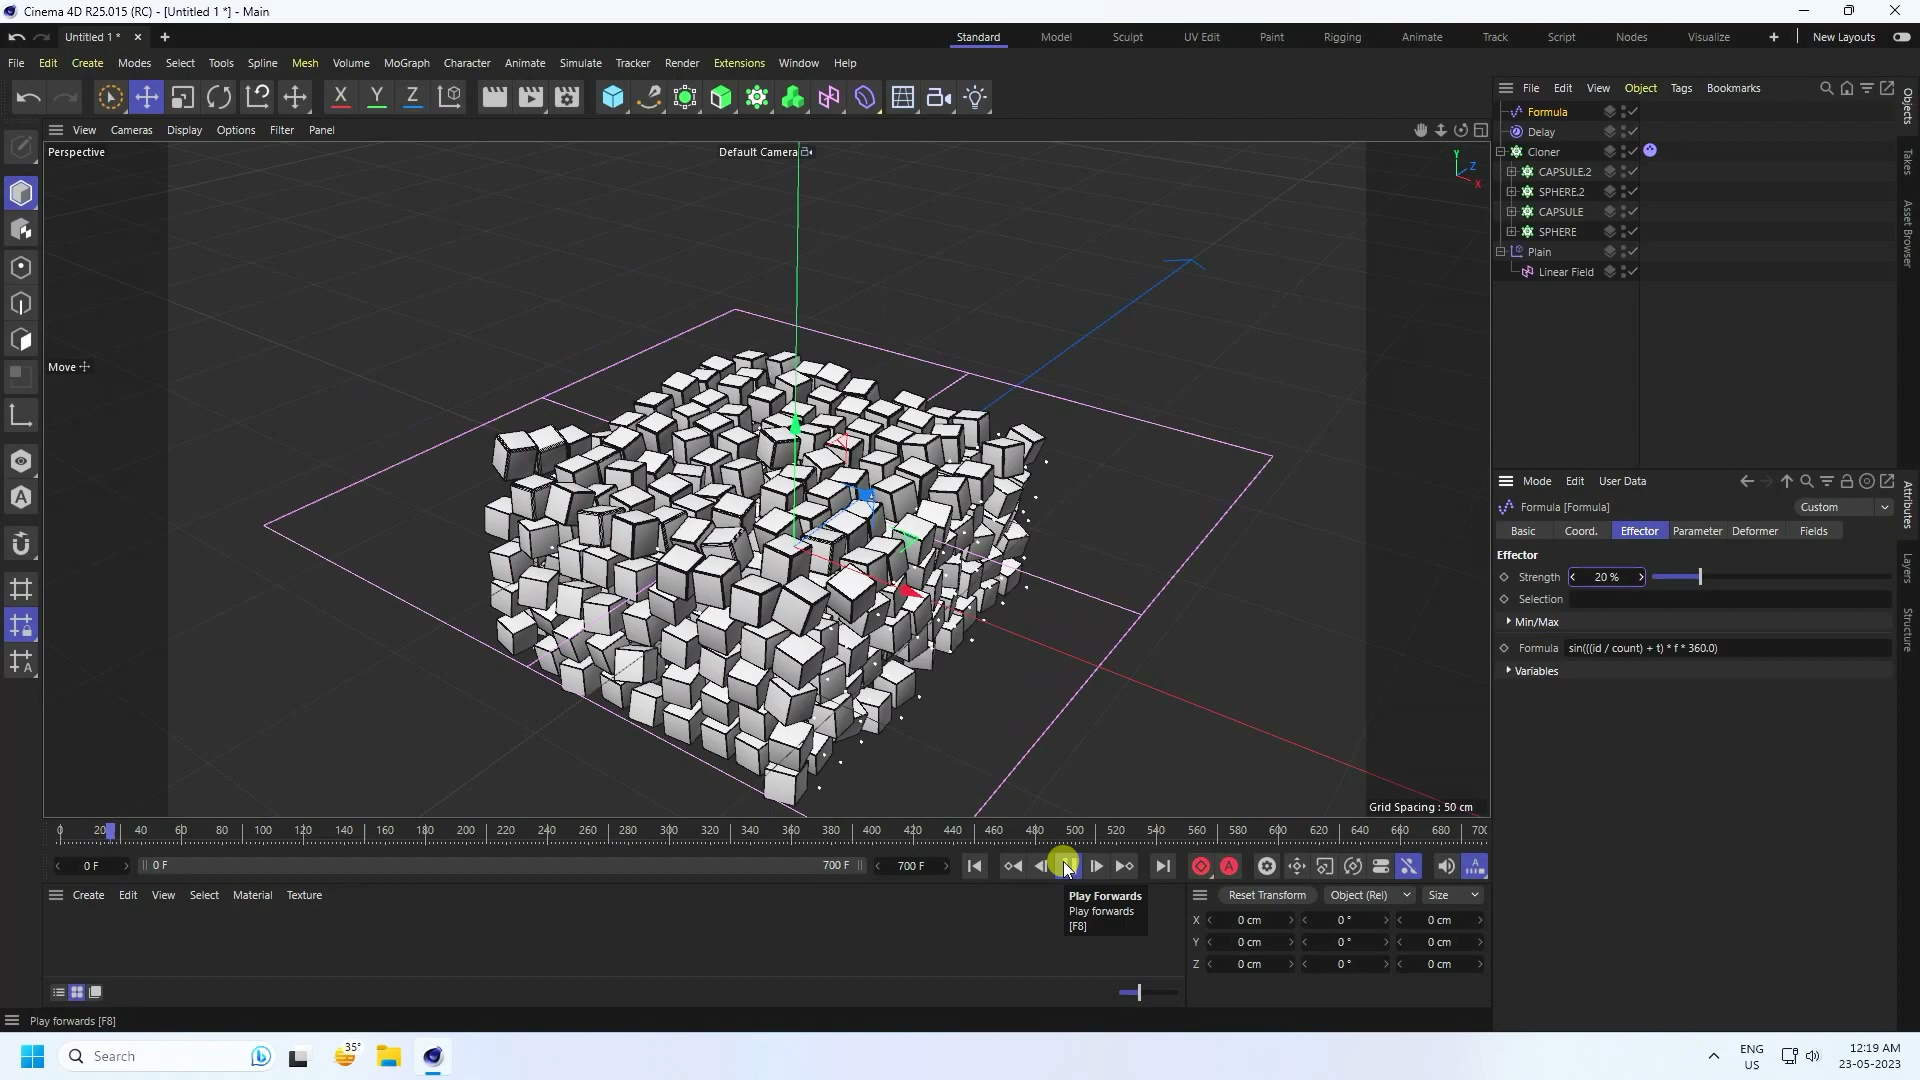 Cinema 4D R25.015 (RC) - [Untitled 1 *] - Main
Untitled 1 *
Standard Model Sculpt UV Edit Paint Rigging Animate Track Script Nodes Visualize New Layouts
File Edit Create Modes Select Tools Spline Mesh Volume MoGraph Character Animate Simulate Tracker Render Extensions Window Help
X Y Z
File Edit View Object Tags Bookmarks
View Cameras Display Options Filter Panel
Perspective
Default Camera
Y
Z
X
Move
Formula
Delay
Cloner
CAPSULE.2
SPHERE.2
CAPSULE
SPHERE
Plain
Linear Field
Objects
Takes
Asset Browser
Attributes
Layers
Structure
Mode Edit User Data
Formula [Formula]
Custom
Basic Coord. Effector Parameter Deformer Fields
Effector
Strength 20 %
Selection
Min/Max
Formula sin(((id / count) + t) * f * 360.0)
Variables
Grid Spacing : 50 cm
0 20 40 60 80 100 120 140 160 180 200 220 240 260 280 300 320 340 360 380 400 420 440 460 480 500 520 540 560 580 600 620 640 660 680 700
0 F 0 F 700 F 700 F
Play Forwards
Play forwards
[F8]
Create Edit View Select Material Texture
Reset Transform Object (Rel) Size
X 0 cm 0 ° 0 cm
Y 0 cm 0 ° 0 cm
Z 0 cm 0 ° 0 cm
Play forwards [F8]
Search
35°
ENG
US
12:19 AM
23-05-2023